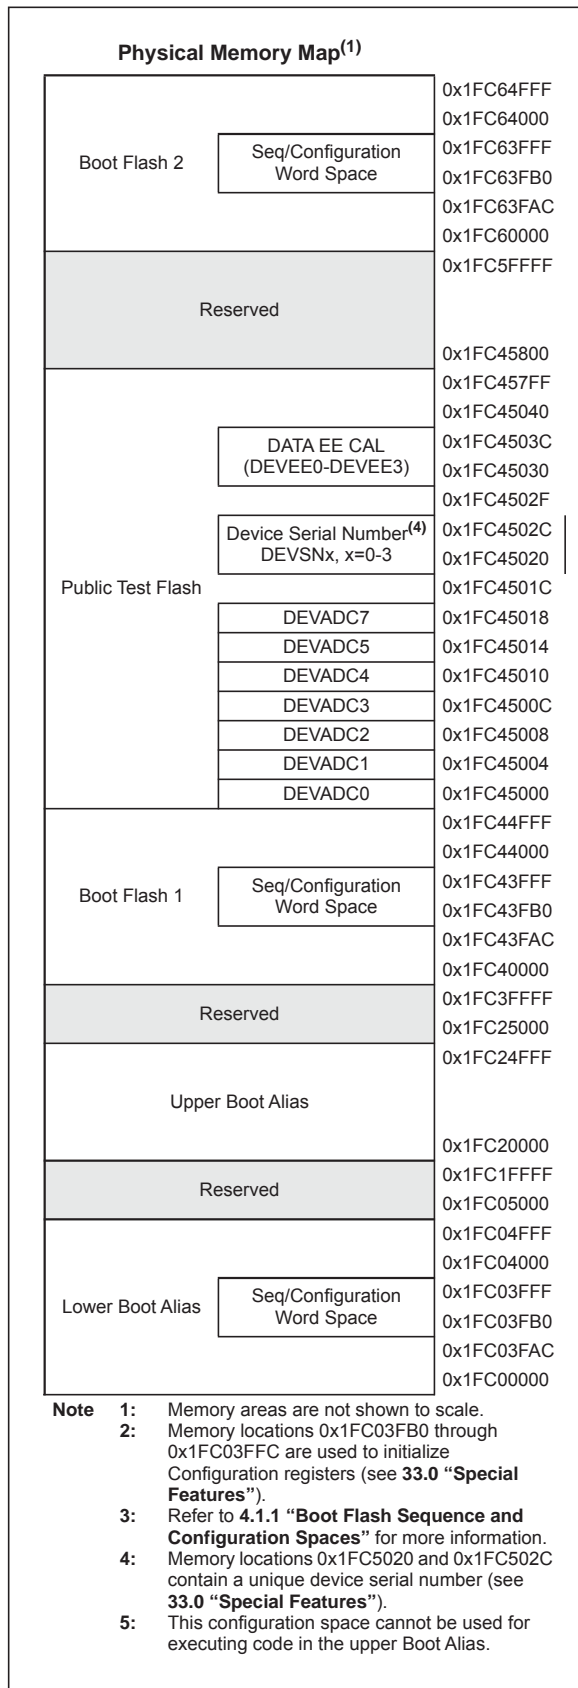 Physical Memory Map(1)
0x1FC64FFF
0x1FC64000
Boot Flash 2
Seq/Configuration
Word Space
0x1FC63FFF
0x1FC63FB0
0x1FC63FAC
0x1FC60000
Reserved
0x1FC5FFFF
0x1FC45800
Public Test Flash
0x1FC457FF
0x1FC45040
DATA EE CAL
(DEVEE0-DEVEE3)
0x1FC4503C
0x1FC45030
0x1FC4502F
Device Serial Number(4)
DEVSNx, x=0-3
0x1FC4502C
0x1FC45020
0x1FC4501C
DEVADC7 0x1FC45018
DEVADC5 0x1FC45014
DEVADC4 0x1FC45010
DEVADC3 0x1FC4500C
DEVADC2 0x1FC45008
DEVADC1 0x1FC45004
DEVADC0 0x1FC45000
0x1FC44FFF
0x1FC44000
Boot Flash 1
Seq/Configuration
Word Space
0x1FC43FFF
0x1FC43FB0
0x1FC43FAC
0x1FC40000
Reserved
0x1FC3FFFF
0x1FC25000
Upper Boot Alias
0x1FC24FFF
0x1FC20000
Reserved
0x1FC1FFFF
0x1FC05000
0x1FC04FFF
0x1FC04000
Lower Boot Alias
Seq/Configuration
Word Space
0x1FC03FFF
0x1FC03FB0
0x1FC03FAC
0x1FC00000
Note 1: Memory areas are not shown to scale.
2: Memory locations 0x1FC03FB0 through
0x1FC03FFC are used to initialize
Configuration registers (see 33.0 “Special
Features”).
3: Refer to 4.1.1 “Boot Flash Sequence and
Configuration Spaces” for more information.
4: Memory locations 0x1FC5020 and 0x1FC502C
contain a unique device serial number (see
33.0 “Special Features”).
5: This configuration space cannot be used for
executing code in the upper Boot Alias.